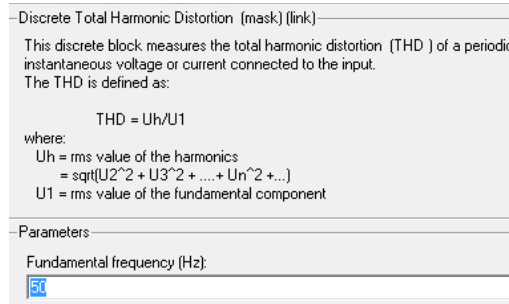 Discrete Total Harmonic Distortion (mask) (link)
This discrete block measures the total harmonic distortion (THD ) of a periodic
instantaneous voltage or current connected to the input.
The THD is defined as:
THD = Uh/U1
where:
Uh = rms value of the harmonics
= sqrt(U2^2 + U3^2 + ....+ Un^2 +...)
U1 = rms value of the fundamental component
Parameters
Fundamental frequency (Hz):
50